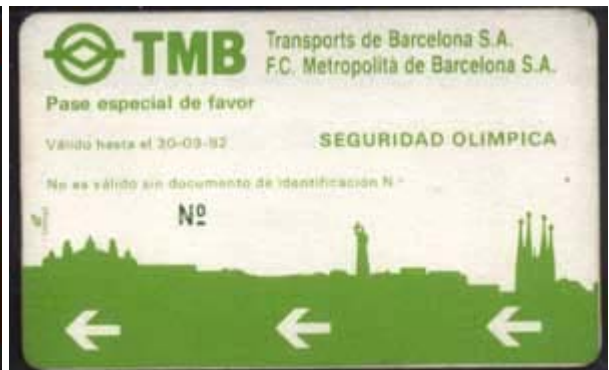 TMB
Transports de Barcelona S.A.
F.C. Metropolità de Barcelona S.A.
Pase especial de favor
Válido hasta el 30-09-92
SEGURIDAD OLIMPICA
No es válido sin documento de identificación N.º
Nº